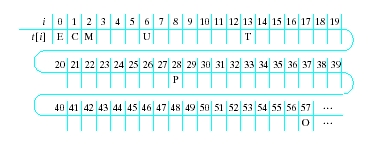 i 0 1 2 3 4 5 6 7 8 9 10 11 12 13 14 15 16 17 18 19
t[i] E C M U T
20 21 22 23 24 25 26 27 28 29 30 31 32 33 34 35 36 37 38 39
P
40 41 42 43 44 45 46 47 48 49 50 51 52 53 54 55 56 57 ...
O ...